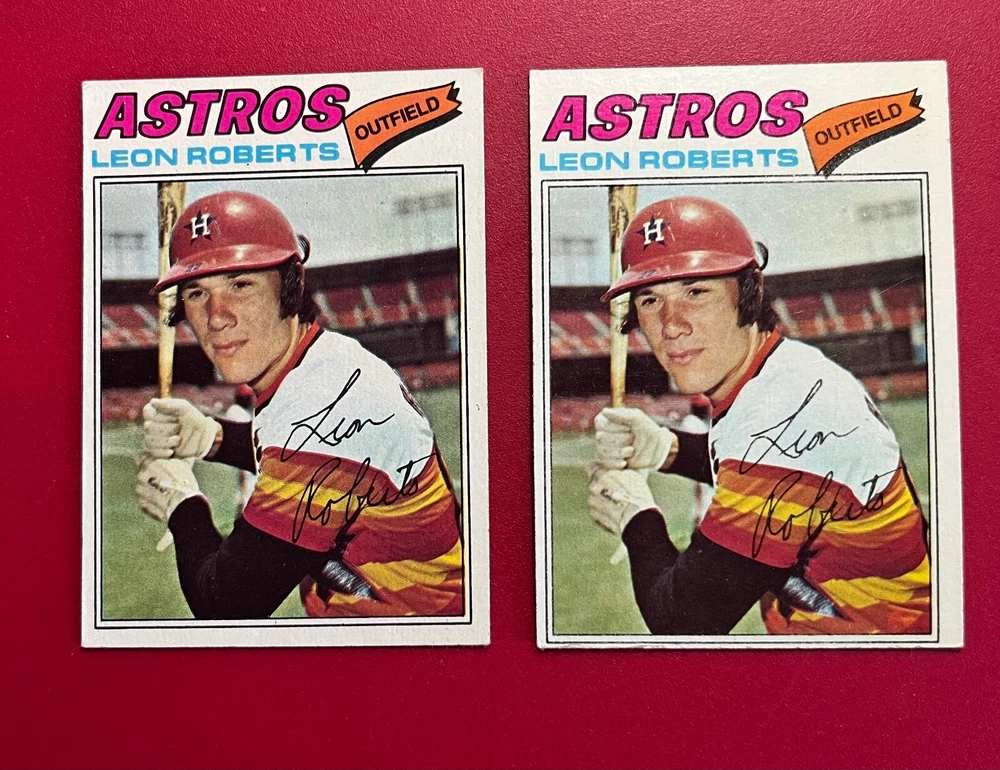 ASTROS
OUTFIELD
LEON ROBERTS
H
Leon
Roberts
ASTROS
OUTFIELD
LEON ROBERTS
H
Leon
Roberts